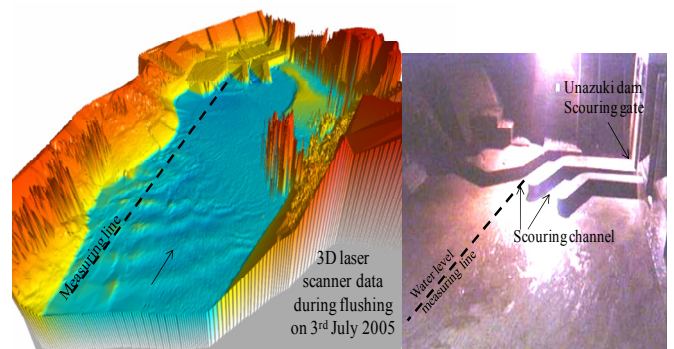 Measuring line
3D laser
scanner data
during flushing
on 3rd July 2005
Unazuki dam
Scouring gate
Scouring channel
Water level
measuring line